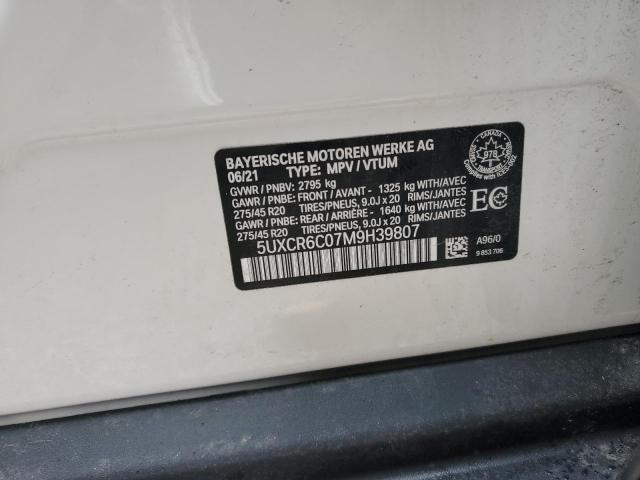 BAYERISCHE MOTOREN WERKE AG
06/21 TYPE: MPV / VTUM
GVWR / PNBV: 2795 kg
GAWR / PNBE: FRONT / AVANT - 1325 kg WITH/AVEC
275/45 R20 TIRES/PNEUS, 9.0J x 20 RIMS/JANTES
GAWR / PNBE: REAR / ARRIÈRE - 1640 kg WITH/AVEC
275/45 R20 TIRES/PNEUS, 9.0J x 20 RIMS/JANTES
5UXCR6C07M9H39807
CANADA
978
TRANSPORT
EC
A96/0
9 853 706